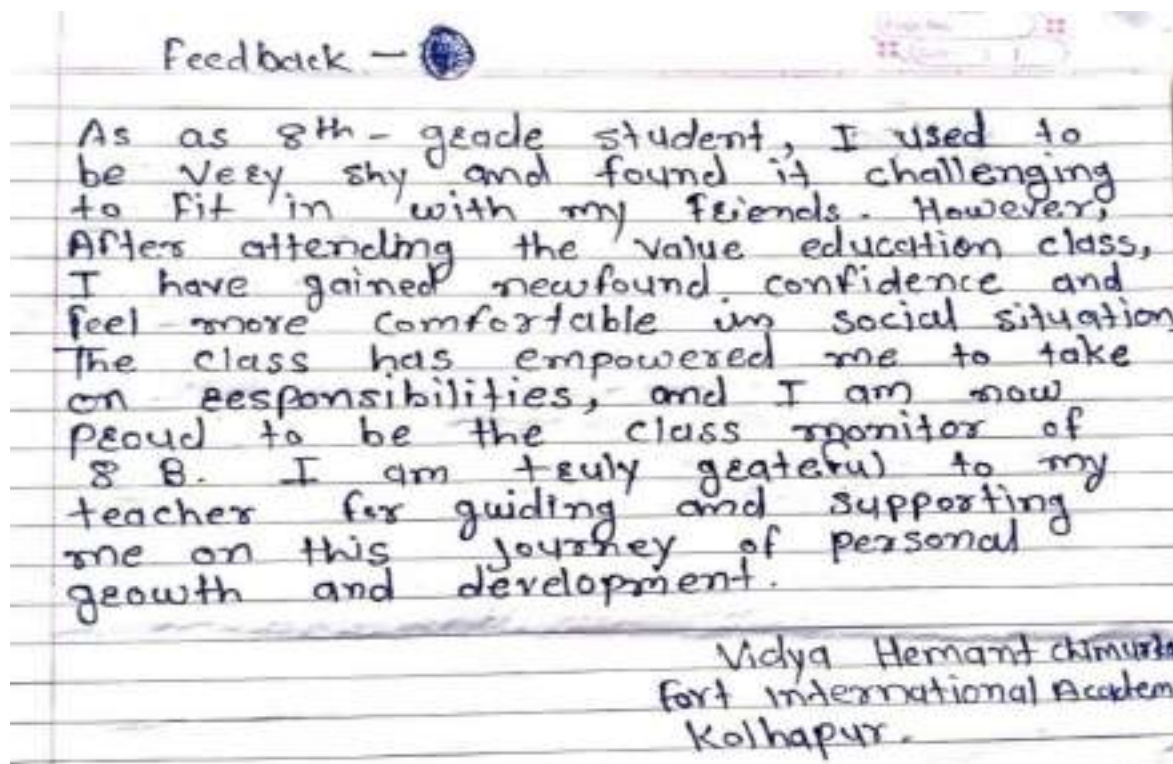 Feedback -
As as 8th - grade student, I used to
be very shy and found it challenging
to fit in with my friends. However,
After attending the value education class,
I have gained newfound confidence and
feel more comfortable in social situation
The class has empowered me to take
on responsibilities, and I am now
proud to be the class monitor of
8 B. I am truly grateful to my
teacher for guiding and supporting
me on this journey of personal
growth and development.
Vidya Hemant
Fort International Academ
Kolhapur.